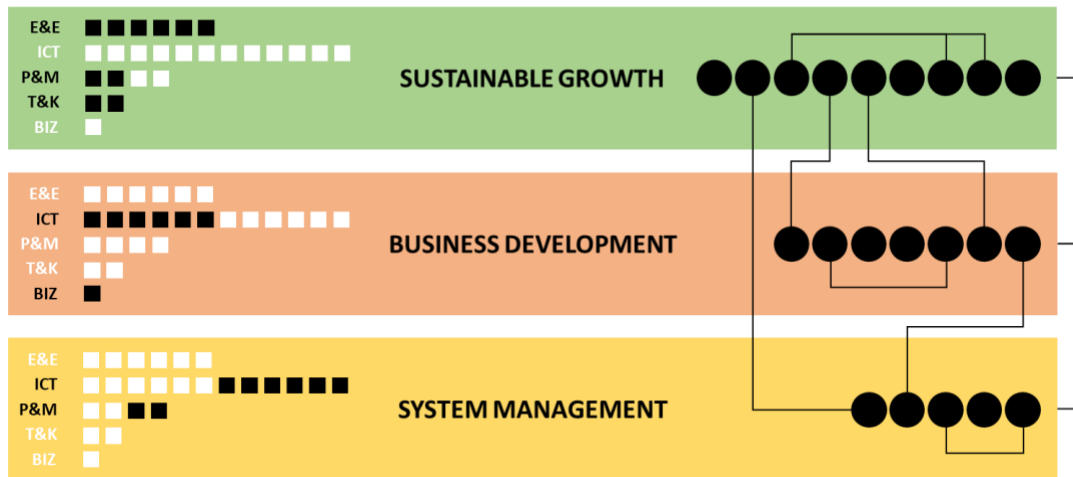 E&E
ICT
P&M
T&K
BIZ
SUSTAINABLE GROWTH
E&E
ICT
P&M
T&K
BIZ
BUSINESS DEVELOPMENT
E&E
ICT
P&M
T&K
BIZ
SYSTEM MANAGEMENT